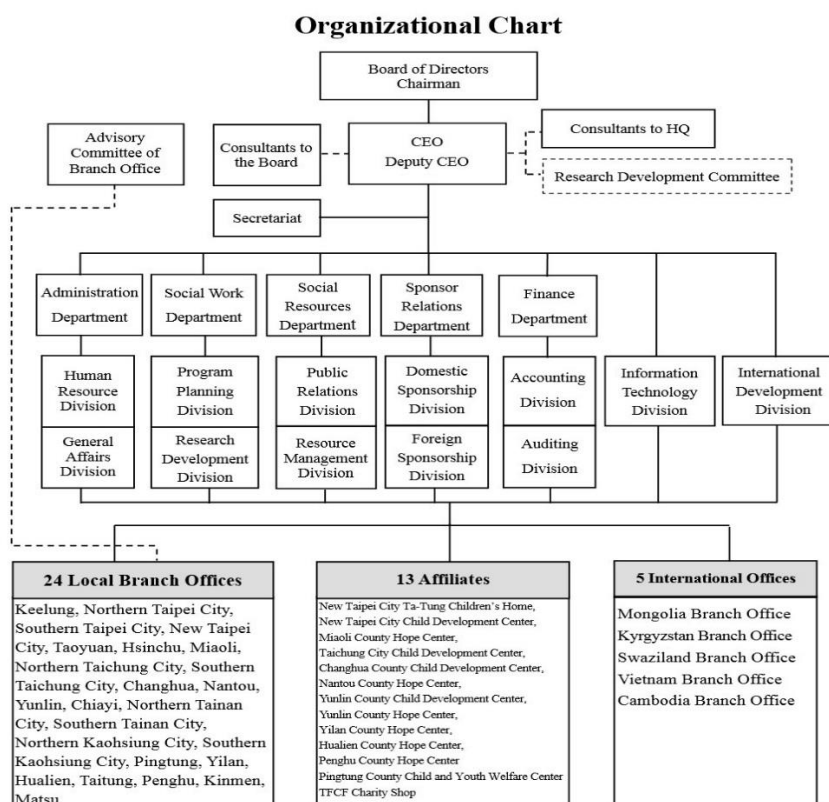 Organizational Chart
Board of Directors
Chairman
Advisory
Committee of
Branch Office
Consultants to
the Board
CEO
Deputy CEO
Consultants to HQ
Research Development Committee
Secretariat
Administration
Department
Social Work
Department
Social
Resources
Department
Sponsor
Relations
Department
Finance
Department
Human
Resource
Division
General
Affairs
Division
Program
Planning
Division
Research
Development
Division
Public
Relations
Division
Resource
Management
Division
Domestic
Sponsorship
Division
Foreign
Sponsorship
Division
Accounting
Division
Auditing
Division
Information
Technology
Division
International
Development
Division
24 Local Branch Offices
Keelung, Northern Taipei City,
Southern Taipei City, New Taipei
City, Taoyuan, Hsinchu, Miaoli,
Northern Taichung City, Southern
Taichung City, Changhua, Nantou,
Yunlin, Chiayi, Northern Tainan
City, Southern Tainan City,
Northern Kaohsiung City, Southern
Kaohsiung City, Pingtung, Yilan,
Hualien, Taitung, Penghu, Kinmen,
Matsu
13 Affiliates
New Taipei City Ta-Tung Children's Home,
New Taipei City Child Development Center,
Miaoli County Hope Center,
Taichung City Child Development Center,
Changhua County Child Development Center,
Nantou County Hope Center,
Yunlin County Child Development Center,
Yunlin County Hope Center,
Yilan County Hope Center,
Hualien County Hope Center,
Penghu County Hope Center
Pingtung County Child and Youth Welfare Center
TFCF Charity Shop
5 International Offices
Mongolia Branch Office
Kyrgyzstan Branch Office
Swaziland Branch Office
Vietnam Branch Office
Cambodia Branch Office